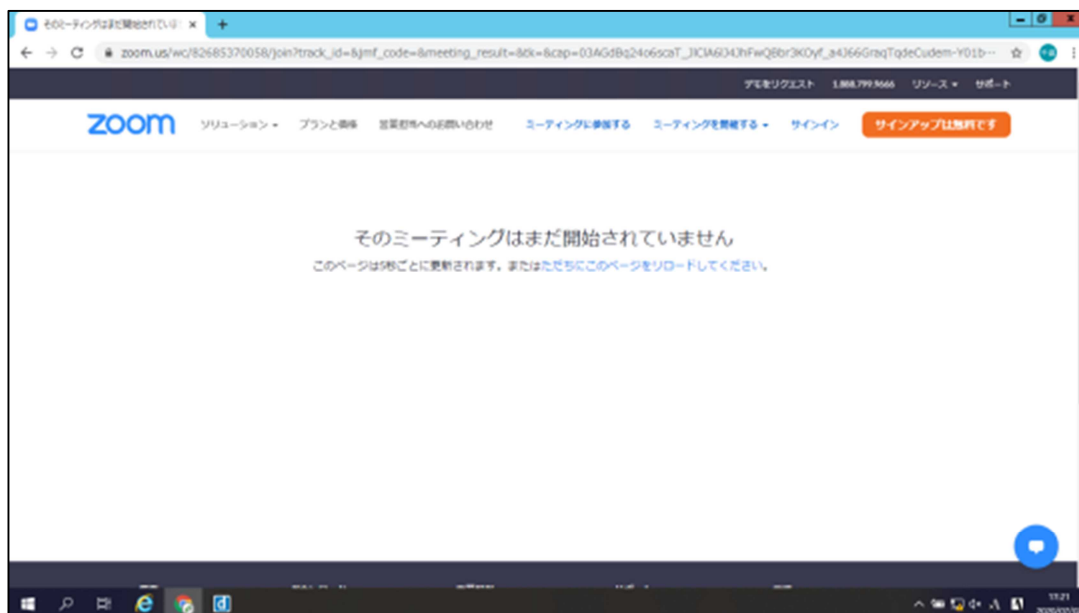 そのミーティングはまだ開始されていま
zoom.us/wc/82685370058/join?track_id=&jmf_code=&meeting_result=&tk=&cap=
デモをリクエスト 1.888.799.9666 リソース サポート
zoom ソリューション プランと価格 営業担当へのお問い合わせ ミーティングに参加する ミーティングを開催する サインイン サインアップは無料です
そのミーティングはまだ開始されていません
このページは5秒ごとに更新されます。またはただちにこのページをリロードしてください。
11:21